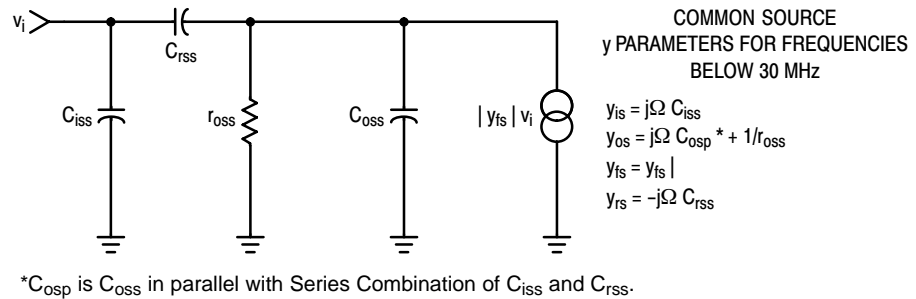 vi
Crss
Ciss
ross
Coss
| yfs | vi
COMMON SOURCE
y PARAMETERS FOR FREQUENCIES
BELOW 30 MHz
yis = jΩ Ciss
yos = jΩ Cosp * + 1/ross
yfs = yfs |
yrs = −jΩ Crss
*Cosp is Coss in parallel with Series Combination of Ciss and Crss.